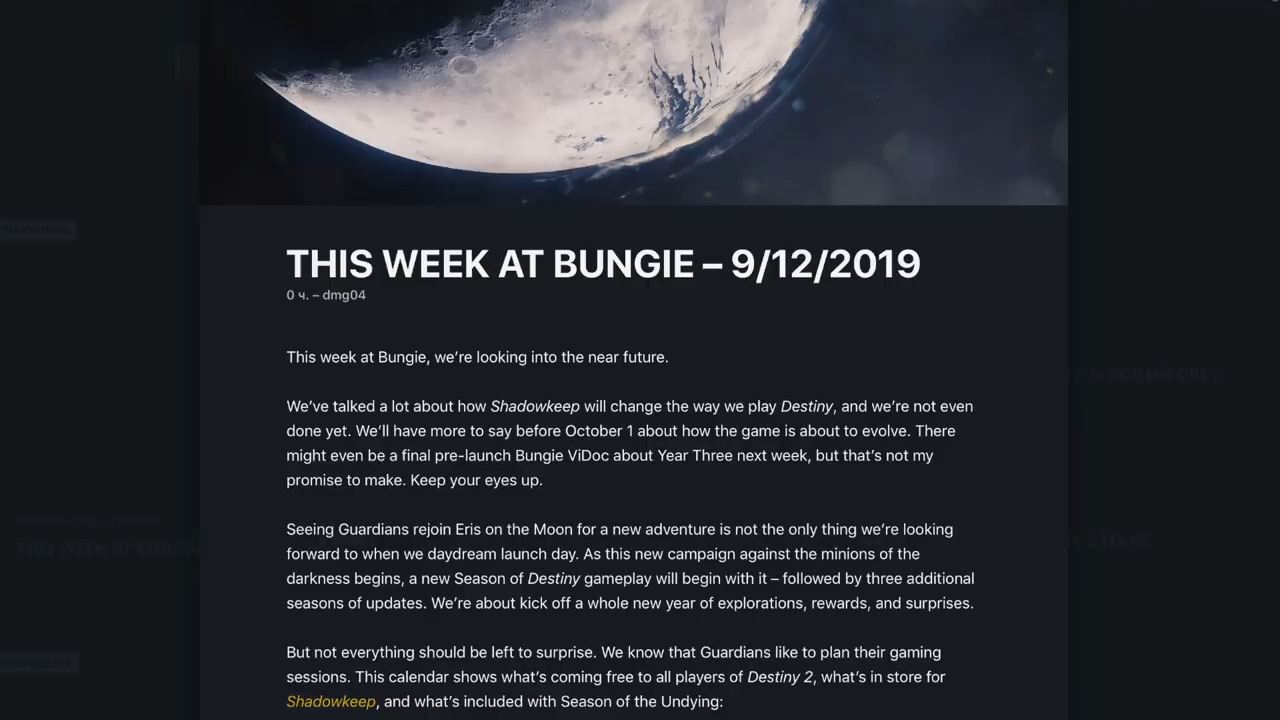 THIS WEEK AT BUNGIE – 9/12/2019
0 ч. – dmg04
This week at Bungie, we’re looking into the near future.
We’ve talked a lot about how Shadowkeep will change the way we play Destiny, and we’re not even
done yet. We’ll have more to say before October 1 about how the game is about to evolve. There
might even be a final pre-launch Bungie ViDoc about Year Three next week, but that’s not my
promise to make. Keep your eyes up.
Seeing Guardians rejoin Eris on the Moon for a new adventure is not the only thing we’re looking
forward to when we daydream launch day. As this new campaign against the minions of the
darkness begins, a new Season of Destiny gameplay will begin with it – followed by three additional
seasons of updates. We’re about kick off a whole new year of explorations, rewards, and surprises.
But not everything should be left to surprise. We know that Guardians like to plan their gaming
sessions. This calendar shows what’s coming free to all players of Destiny 2, what’s in store for
Shadowkeep, and what’s included with Season of the Undying:
THIS WEEK AT BUNGIE